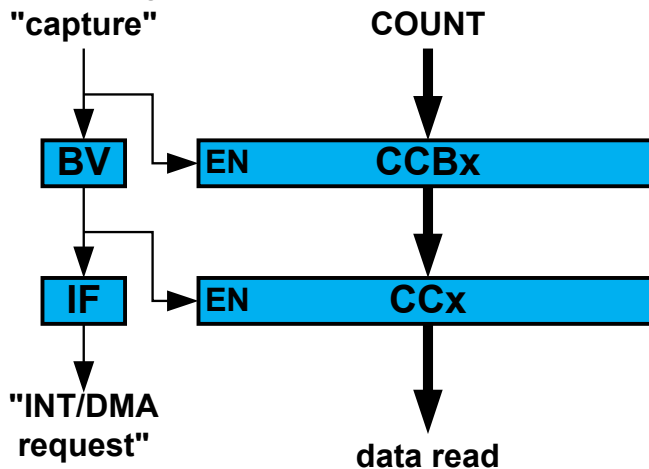 "capture"
COUNT
BV
EN
CCBx
IF
EN
CCx
"INT/DMA
request"
data read